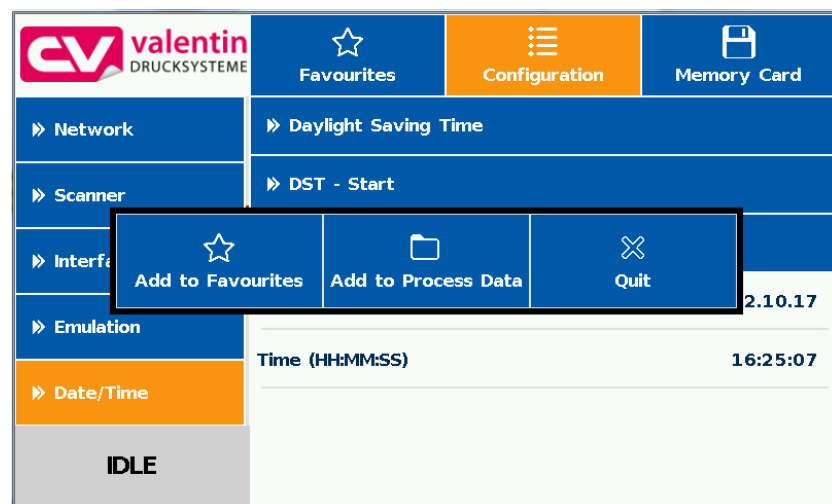 valentin
DRUCKSYSTEME
Favourites
Configuration
Memory Card
Network
Scanner
Emulation
Date/Time
IDLE
Daylight Saving Time
DST - Start
Add to Favourites
Add to Process Data
Quit
Time (HH:MM:SS)
16:25:07